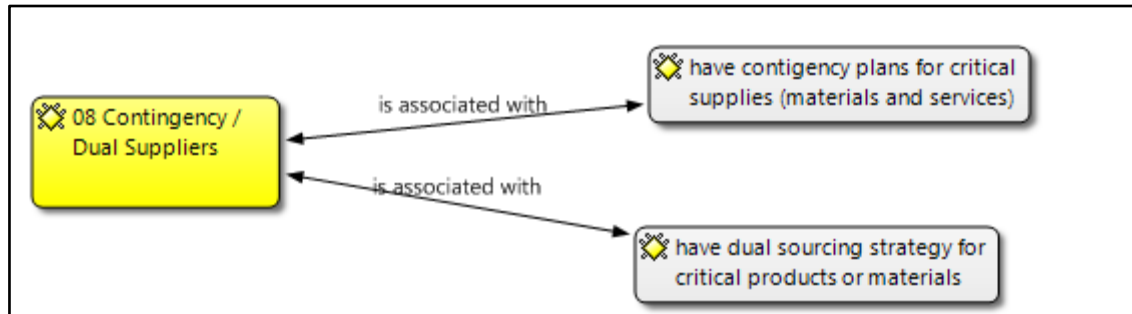 08 Contingency /
Dual Suppliers
is associated with
have contigency plans for critical
supplies (materials and services)
is associated with
have dual sourcing strategy for
critical products or materials